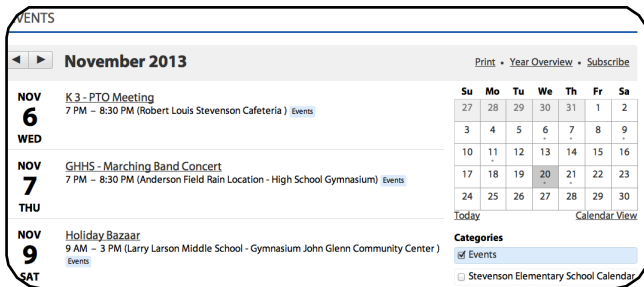 EVENTS
November 2013
Print • Year Overview • Subscribe
NOV
6
WED
K 3 - PTO Meeting
7 PM – 8:30 PM (Robert Louis Stevenson Cafeteria ) Events
NOV
7
THU
GHHS - Marching Band Concert
7 PM – 8:30 PM (Anderson Field Rain Location - High School Gymnasium) Events
NOV
9
SAT
Holiday Bazaar
9 AM – 3 PM (Larry Larson Middle School - Gymnasium John Glenn Community Center )
Events
Su Mo Tu We Th Fr Sa
27 28 29 30 31 1 2
3 4 5 6 7 8 9
10 11 12 13 14 15 16
17 18 19 20 21 22 23
24 25 26 27 28 29 30
Today Calendar View
Categories
Events
Stevenson Elementary School Calendar